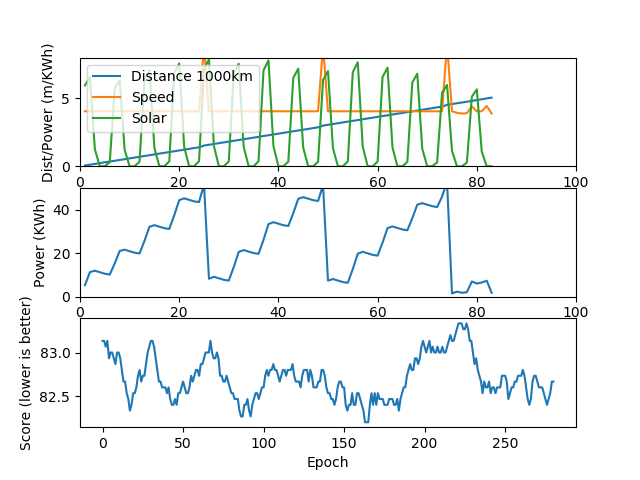 Dist/Power (m/KWh)
5
0
Distance 1000km
Speed
Solar
0 20 40 60 80 100
Power (KWh)
40
20
0
0 20 40 60 80 100
Score (lower is better)
83.0
82.5
0 50 100 150 200 250
Epoch